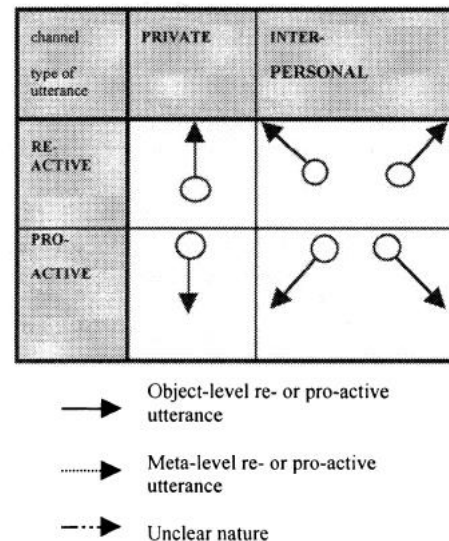 channel
type of
utterance
PRIVATE
INTER-
PERSONAL
RE-
ACTIVE
PRO-
ACTIVE
Object-level re- or pro-active
utterance
Meta-level re- or pro-active
utterance
Unclear nature